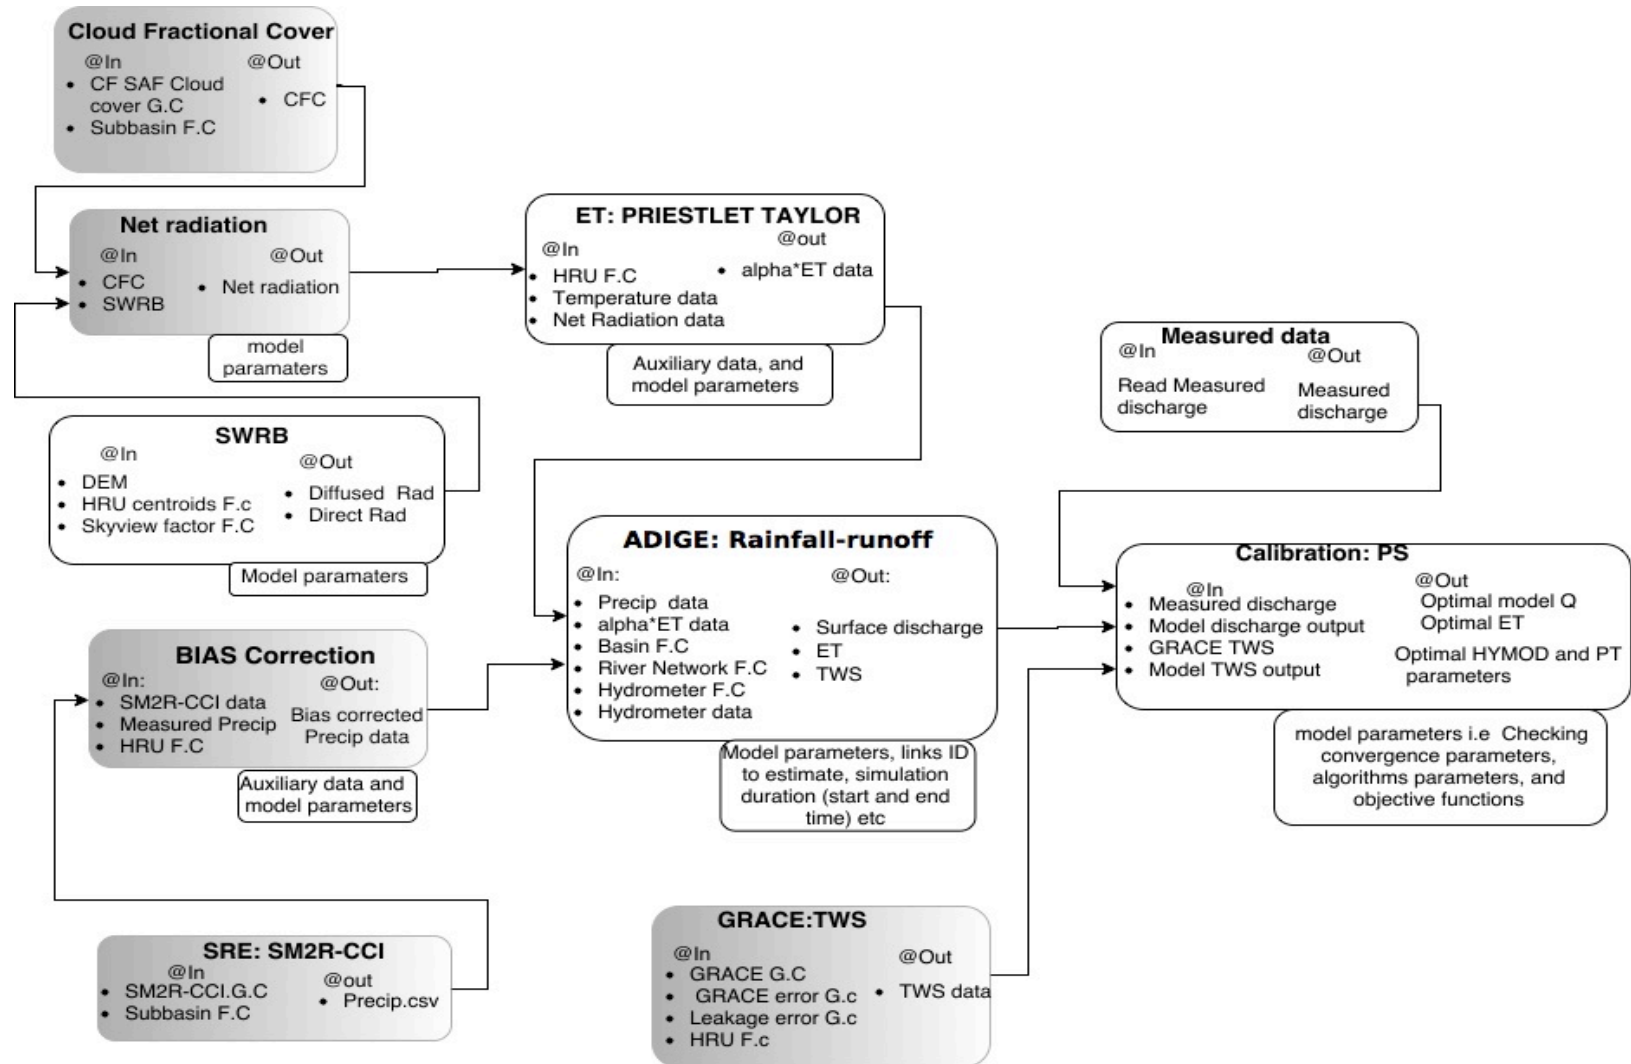 Cloud Fractional Cover
@In
• CF SAF Cloud
cover G.C
• Subbasin F.C
@Out
• CFC
Net radiation
@In
• CFC
• SWRB
@Out
• Net radiation
model
paramaters
SWRB
@In
• DEM
• HRU centroids F.c
• Skyview factor F.C
@Out
• Diffused Rad
• Direct Rad
Model paramaters
BIAS Correction
@In:
• SM2R-CCI data
• Measured Precip
• HRU F.C
@Out:
Bias corrected
Precip data
Auxiliary data and
model parameters
SRE: SM2R-CCI
@In
• SM2R-CCI.G.C
• Subbasin F.C
@out
• Precip.csv
ET: PRIESTLET TAYLOR
@In
• HRU F.C
• Temperature data
• Net Radiation data
@out
• alpha*ET data
Auxiliary data, and
model parameters
ADIGE: Rainfall-runoff
@In:
• Precip data
• alpha*ET data
• Basin F.C
• River Network F.C
• Hydrometer F.C
• Hydrometer data
@Out:
• Surface discharge
• ET
• TWS
Model parameters, links ID
to estimate, simulation
duration (start and end
time) etc
GRACE:TWS
@In
• GRACE G.C
• GRACE error G.c
• Leakage error G.c
• HRU F.c
@Out
• TWS data
Measured data
@In
Read Measured
discharge
@Out
Measured
discharge
Calibration: PS
@In
• Measured discharge
• Model discharge output
• GRACE TWS
• Model TWS output
@Out
Optimal model Q
Optimal ET
Optimal HYMOD and PT
parameters
model parameters i.e Checking
convergence parameters,
algorithms parameters, and
objective functions